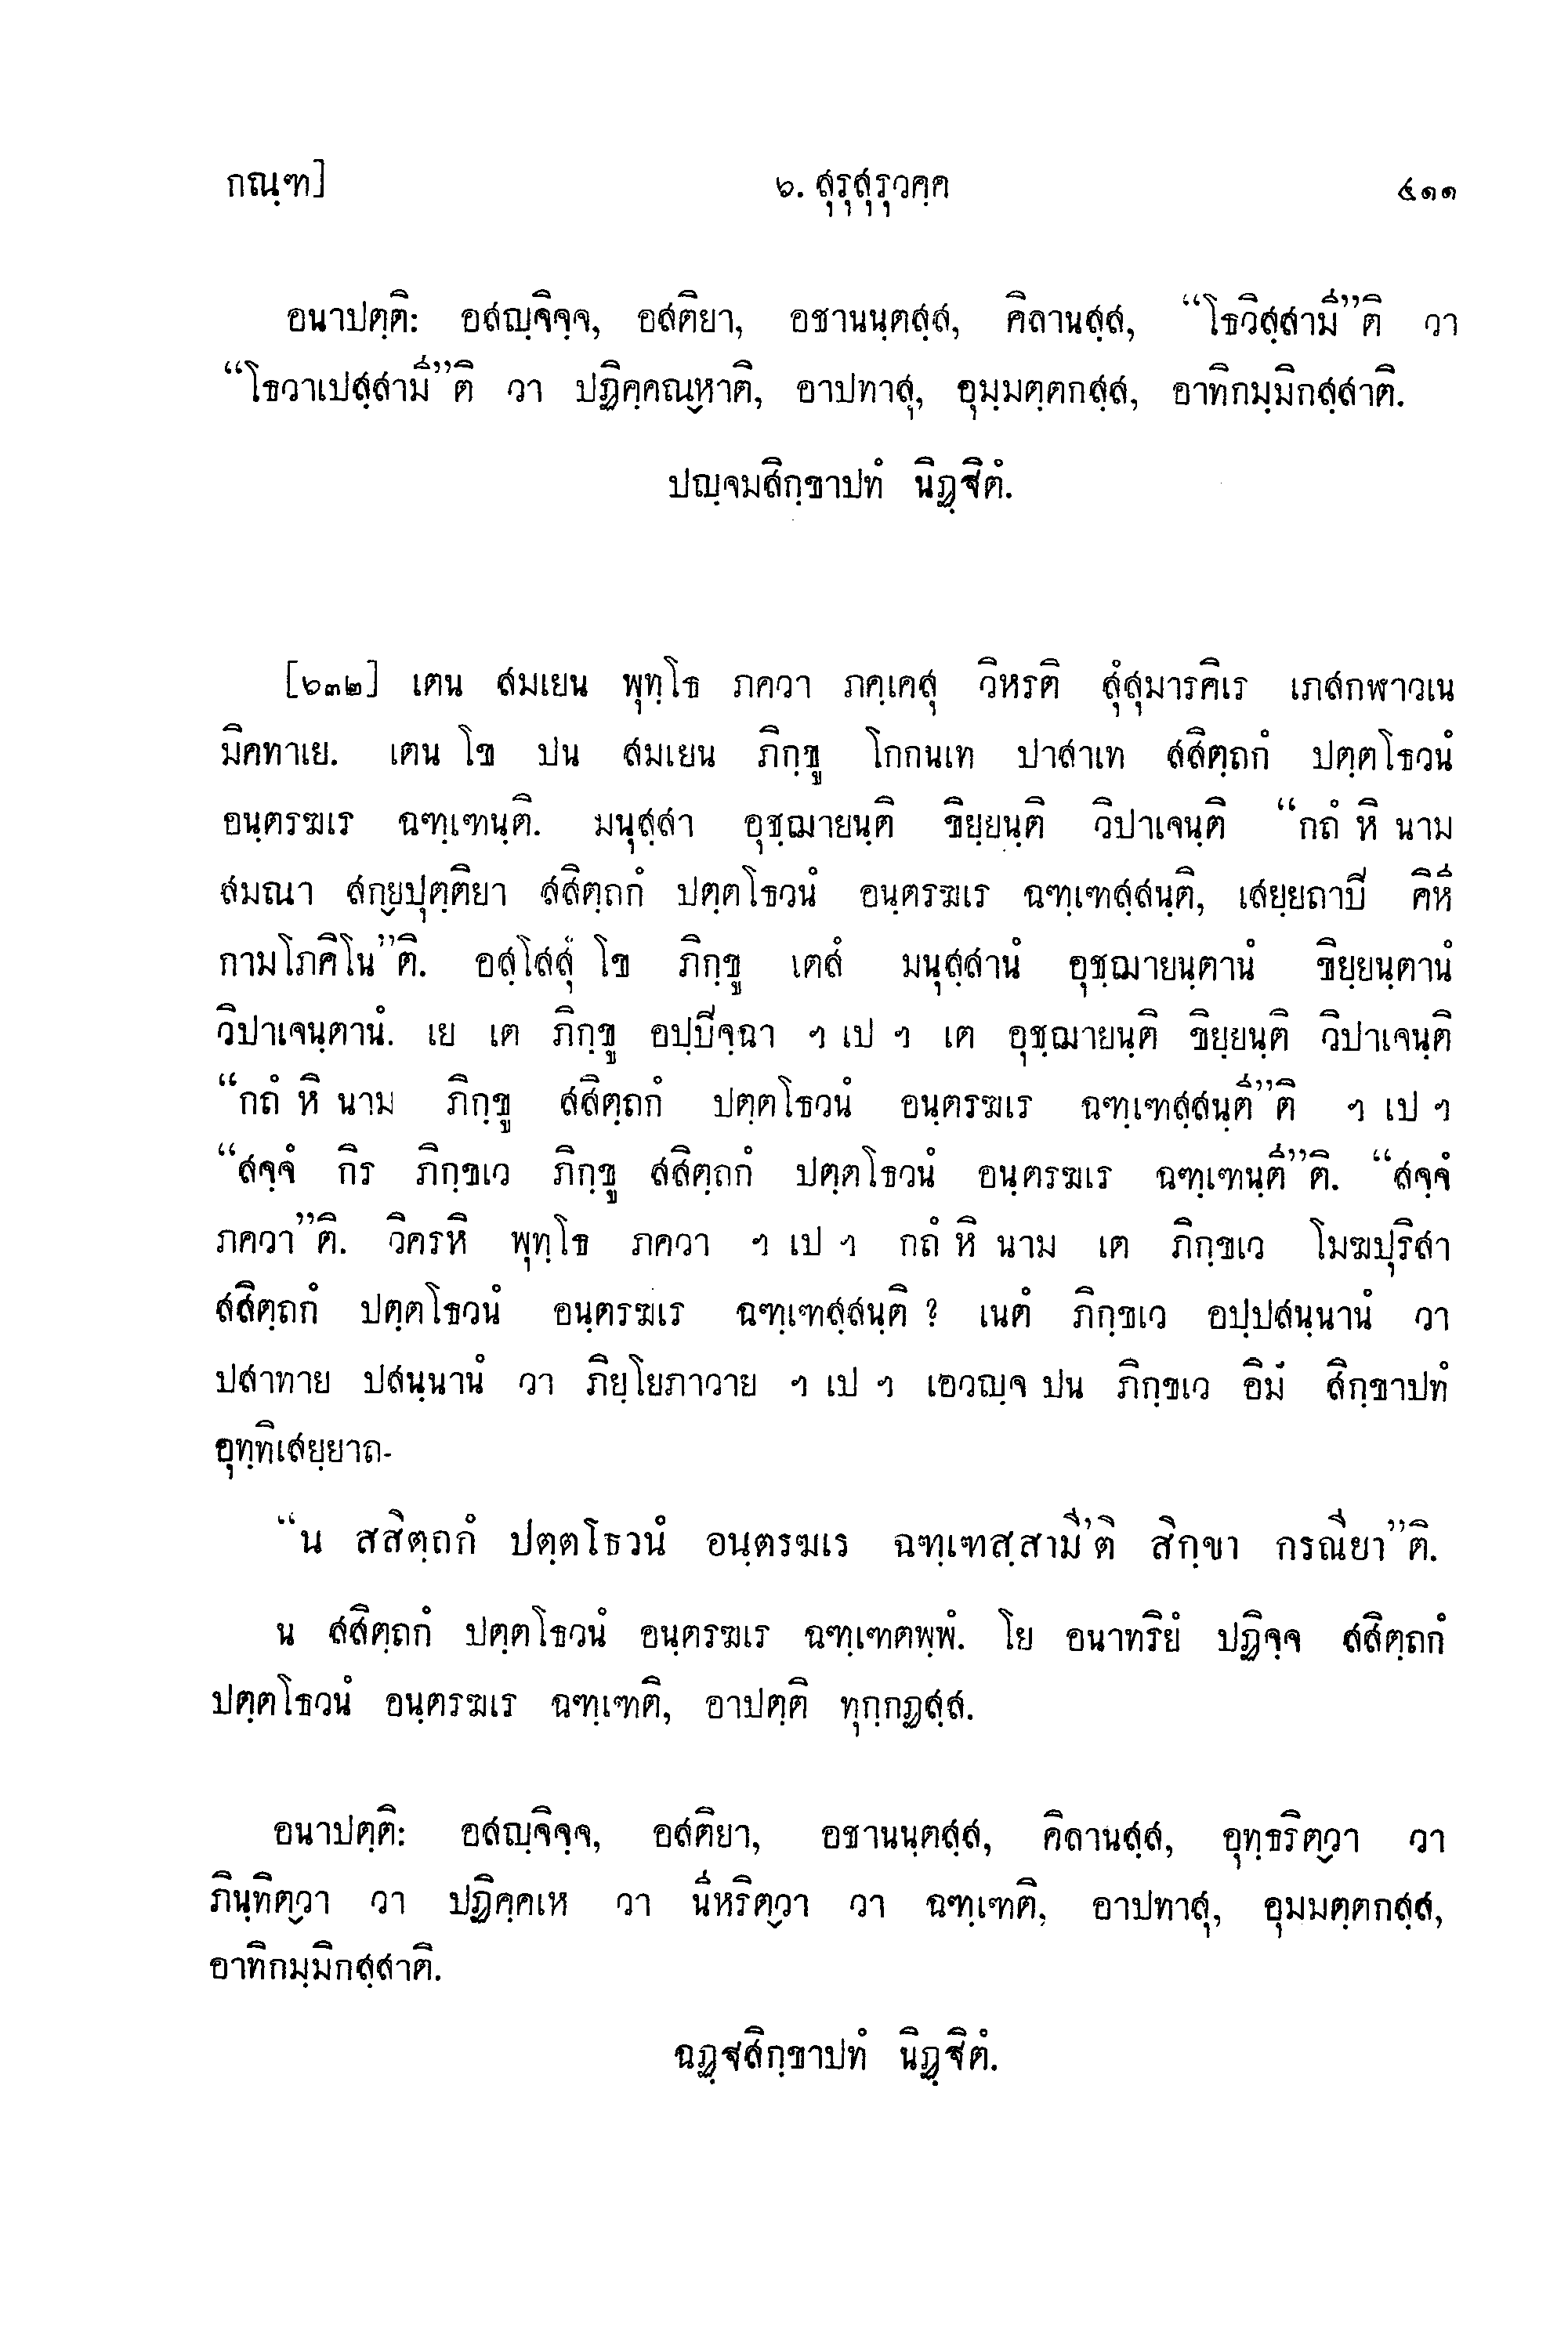 กณฺฑ] ๖. สุรุสุรุวคฺค ๕๑๑
อนาปตฺติ: อสญฺจิจฺจ, อสติยา, อชานนฺตสฺส, คิลานสฺส, “โธวิสฺสามี”ติ วา
“โธวาเปสฺสามี”ติ วา ปฏิคฺคณฺหาติ, อาปทาสุ, อุมฺมตฺตกสฺส, อาทิกมฺมิกสฺสาติ.
ปญฺจมสิกฺขาปทํ นิฏฺฐิตํ.
[๖๓๒] เตน สมเยน พุทฺโธ ภควา ภคฺเคสุ วิหรติ สุํสุมารคิเร เภสกฬาวเน
มิคทาเย. เตน โข ปน สมเยน ภิกฺขู โกกนเท ปาสาเท สสิตฺถกํ ปตฺตโธวนํ
อนฺตรฆเร ฉฑฺเฑนฺติ. มนุสฺสา อุชฺฌายนฺติ ขิยฺยนฺติ วิปาเจนฺติ “กถํ หิ นาม
สมณา สกฺยปุตฺติยา สสิตฺถกํ ปตฺตโธวนํ อนฺตรฆเร ฉฑฺเฑสฺสนฺติ, เสยฺยถาปี คิหี
กามโภคิโน”ติ. อสฺโสสุํ โข ภิกฺขู เตสํ มนุสฺสานํ อุชฺฌายนฺตานํ ขิยฺยนฺตานํ
วิปาเจนฺตานํ. เย เต ภิกฺขู อปฺปิจฺฉา ฯ เป ฯ เต อุชฺฌายนฺติ ขิยฺยนฺติ วิปาเจนฺติ
“กถํ หิ นาม ภิกฺขู สสิตฺถกํ ปตฺตโธวนํ อนฺตรฆเร ฉฑฺเฑสฺสนฺตี”ติ ฯ เป ฯ
“สจฺจํ กิร ภิกฺขเว ภิกฺขู สสิตฺถกํ ปตฺตโธวนํ อนฺตรฆเร ฉฑฺเฑนฺตี”ติ. “สจฺจํ
ภควา”ติ. วิครหิ พุทฺโธ ภควา ฯ เป ฯ กถํ หิ นาม เต ภิกฺขเว โมฆปุริสา
สสิตฺถกํ ปตฺตโธวนํ อนฺตรฆเร ฉฑฺเฑสฺสนฺติ ? เนตํ ภิกฺขเว อปฺปสนฺนานํ วา
ปสาทาย ปสนฺนานํ วา ภิยฺโยภาวาย ฯ เป ฯ เอวญฺจ ปน ภิกฺขเว อิมํ สิกฺขาปทํ
อุทฺทิเสยฺยาถ-
“น สสิตฺถกํ ปตฺตโธวนํ อนฺตรฆเร ฉฑฺเฑสฺสามี’ติ สิกฺขา กรณียา”ติ.
น สสิตฺถกํ ปตฺตโธวนํ อนฺตรฆเร ฉฑฺเฑตพฺพํ. โย อนาทริยํ ปฏิจฺจ สสิตฺถกํ
ปตฺตโธวนํ อนฺตรฆเร ฉฑฺเฑติ, อาปตฺติ ทุกฺกฏสฺส.
อนาปตฺติ: อสญฺจิจฺจ, อสติยา, อชานนฺตสฺส, คิลานสฺส, อุทฺธริตฺวา วา
ภินฺทิตฺวา วา ปฏิคฺคเห วา นีหริตฺวา วา ฉฑฺเฑติ, อาปทาสุ, อุมมตฺตกสฺส,
อาทิกมฺมิกสฺสาติ.
ฉฏฺฐสิกฺขาปทํ นิฏฺฐิตํ.